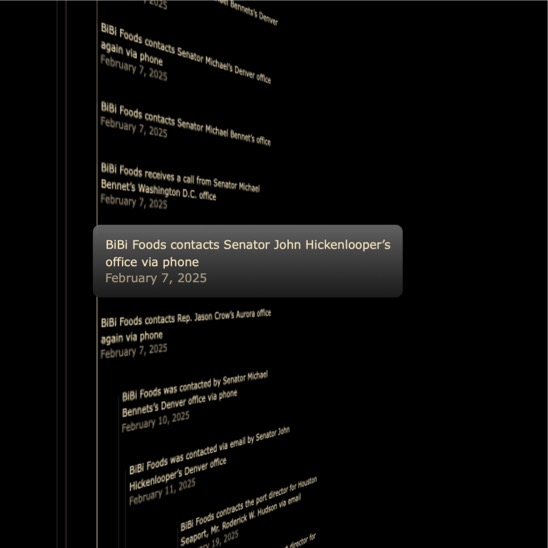 Bennets's Denver
2025
BiBi Foods contacts Senator Michael's Denver office
again via phone
February 7, 2025
BiBi Foods contacts Senator Michael Bennet's office
February 7, 2025
BiBi Foods receives a call from Senator Michael
Bennet's Washington D.C. office
February 7, 2025
BiBi Foods contacts Senator John Hickenlooper's
office via phone
February 7, 2025
BiBi Foods contacts Rep. Jason Crow's Aurora office
again via phone
February 7, 2025
BiBi Foods was contacted by Senator Michael
Bennets's Denver office via phone
February 10, 2025
BiBi Foods was contacted via email by Senator John
Hickenlooper's Denver office
February 11, 2025
BiBi Foods contracts the port director for Houston
Seaport, Mr. Roderick W. Hudson via email
19, 2025
director for